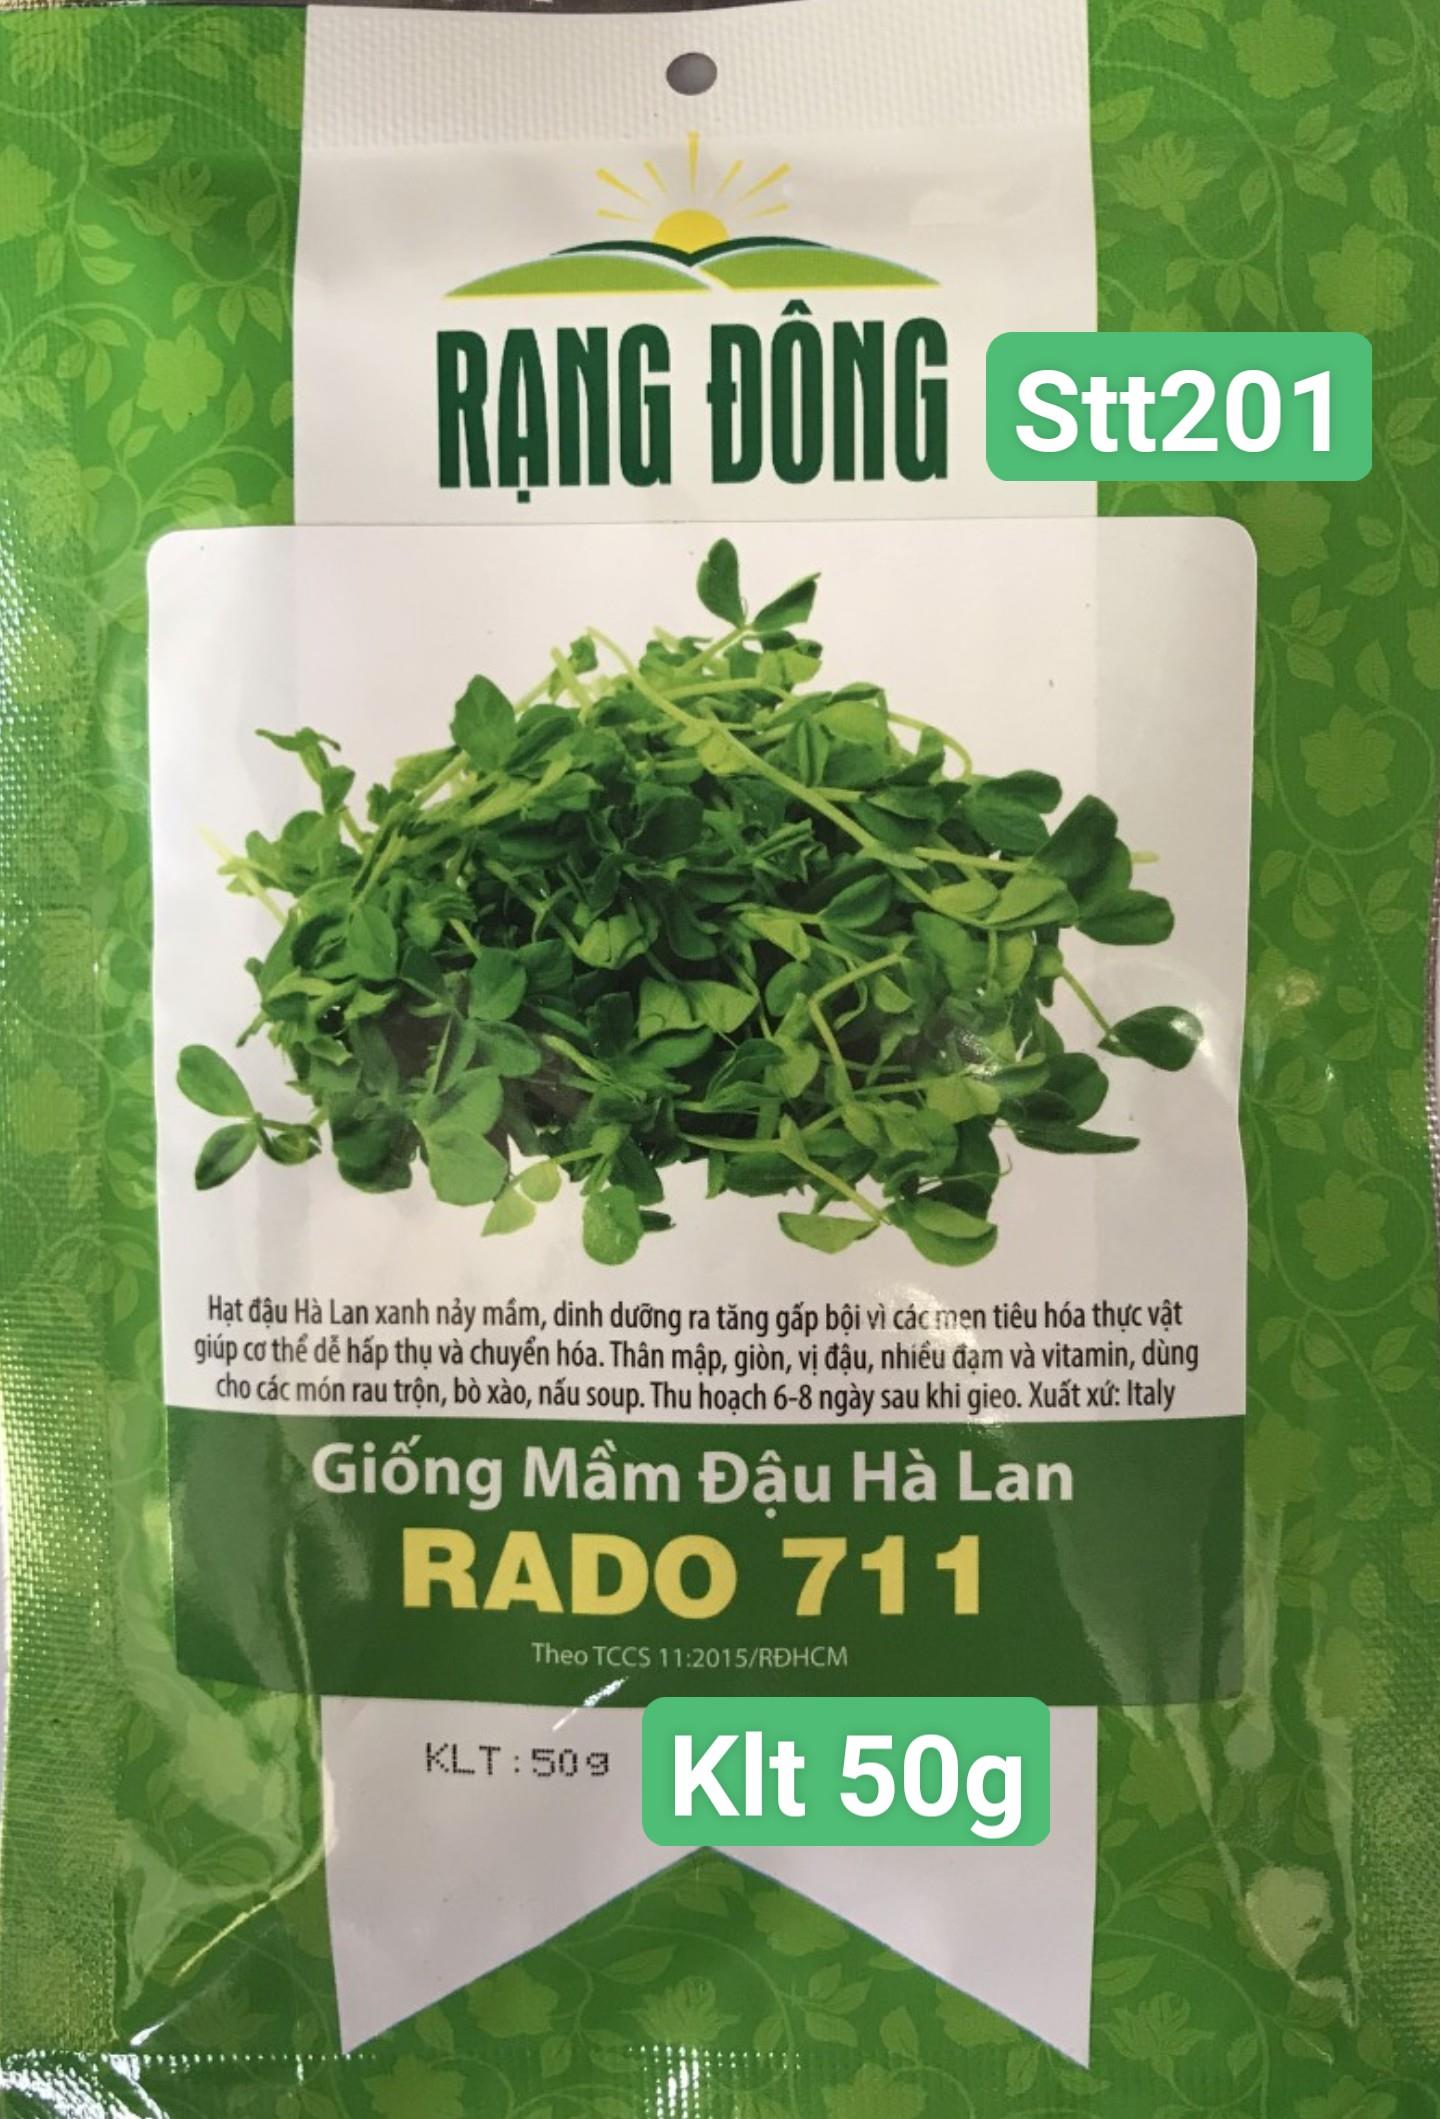 RẠNG ĐÔNG
Stt201
Hạt đậu Hà Lan xanh nảy mầm, dinh dưỡng ra tăng gấp bội vì các men tiêu hóa thực vật
giúp cơ thể dễ hấp thụ và chuyển hóa. Thân mập, giòn, vị đậu, nhiều đạm và vitamin, dùng
cho các món rau trộn, bò xào, nấu soup. Thu hoạch 6-8 ngày sau khi gieo. Xuất xứ: Italy
Giống Mầm Đậu Hà Lan
RADO 711
Theo TCCS 11:2015/RĐHCM
KLT : 50g
Klt 50g